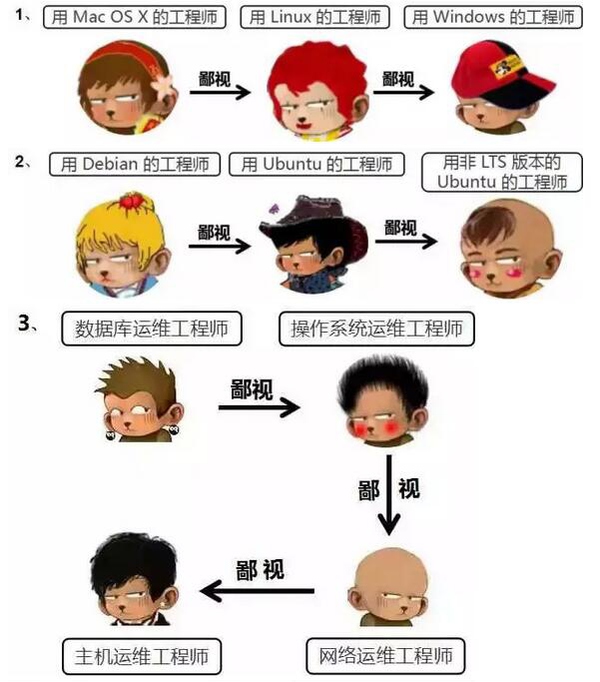 1、 用 Mac OS X 的工程师 用 Linux 的工程师 用 Windows 的工程师
鄙视 鄙视
2、 用 Debian 的工程师 用 Ubuntu 的工程师 用非 LTS 版本的
Ubuntu 的工程师
鄙视 鄙视
3、 数据库运维工程师 操作系统运维工程师
鄙视
鄙 视
鄙 视
主机运维工程师 网络运维工程师